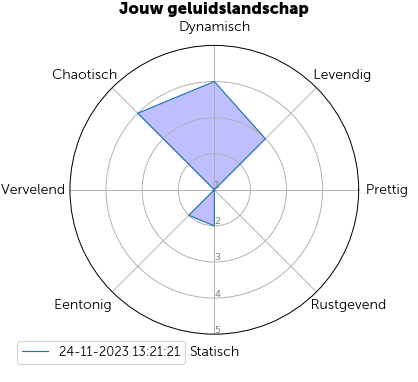 Jouw geluidslandschap
Dynamisch
Chaotisch
Levendig
Vervelend
Prettig
1
2
3
4
5
Eentonig
Rustgevend
Statisch
24-11-2023 13:21:21